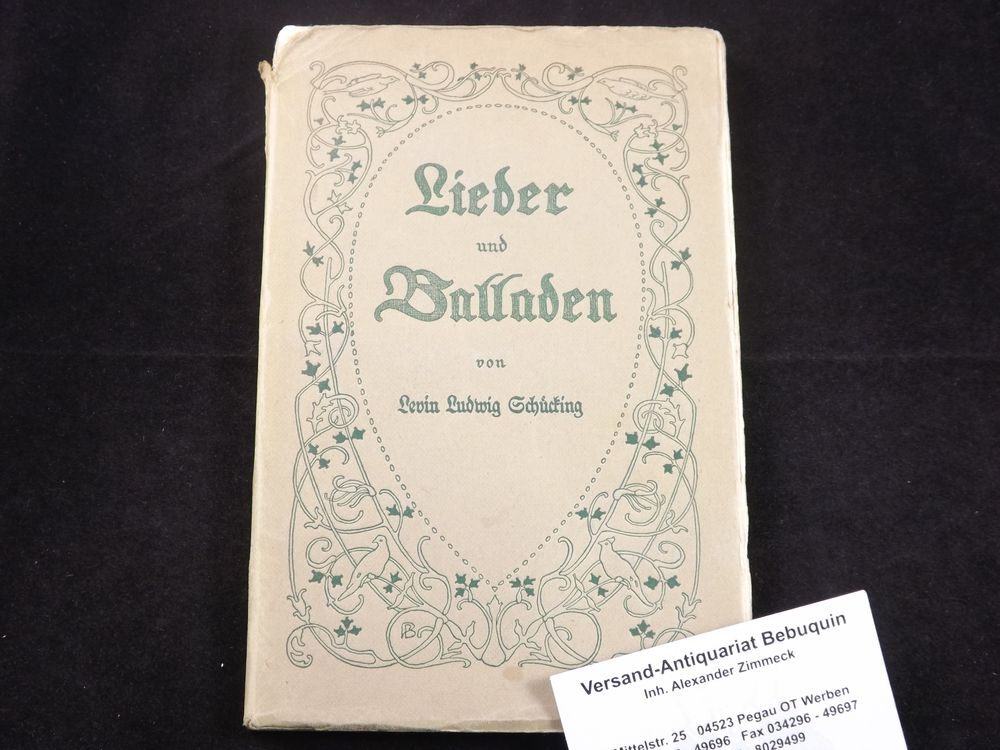 Lieder
und
Balladen
von
Levin Ludwig Schücking
B
Versand-Antiquariat Bebuquin
Inh. Alexander Zimmeck
Mittelstr. 25 04523 Pegau OT Werben
49696 Fax 034296 - 49697
8029499